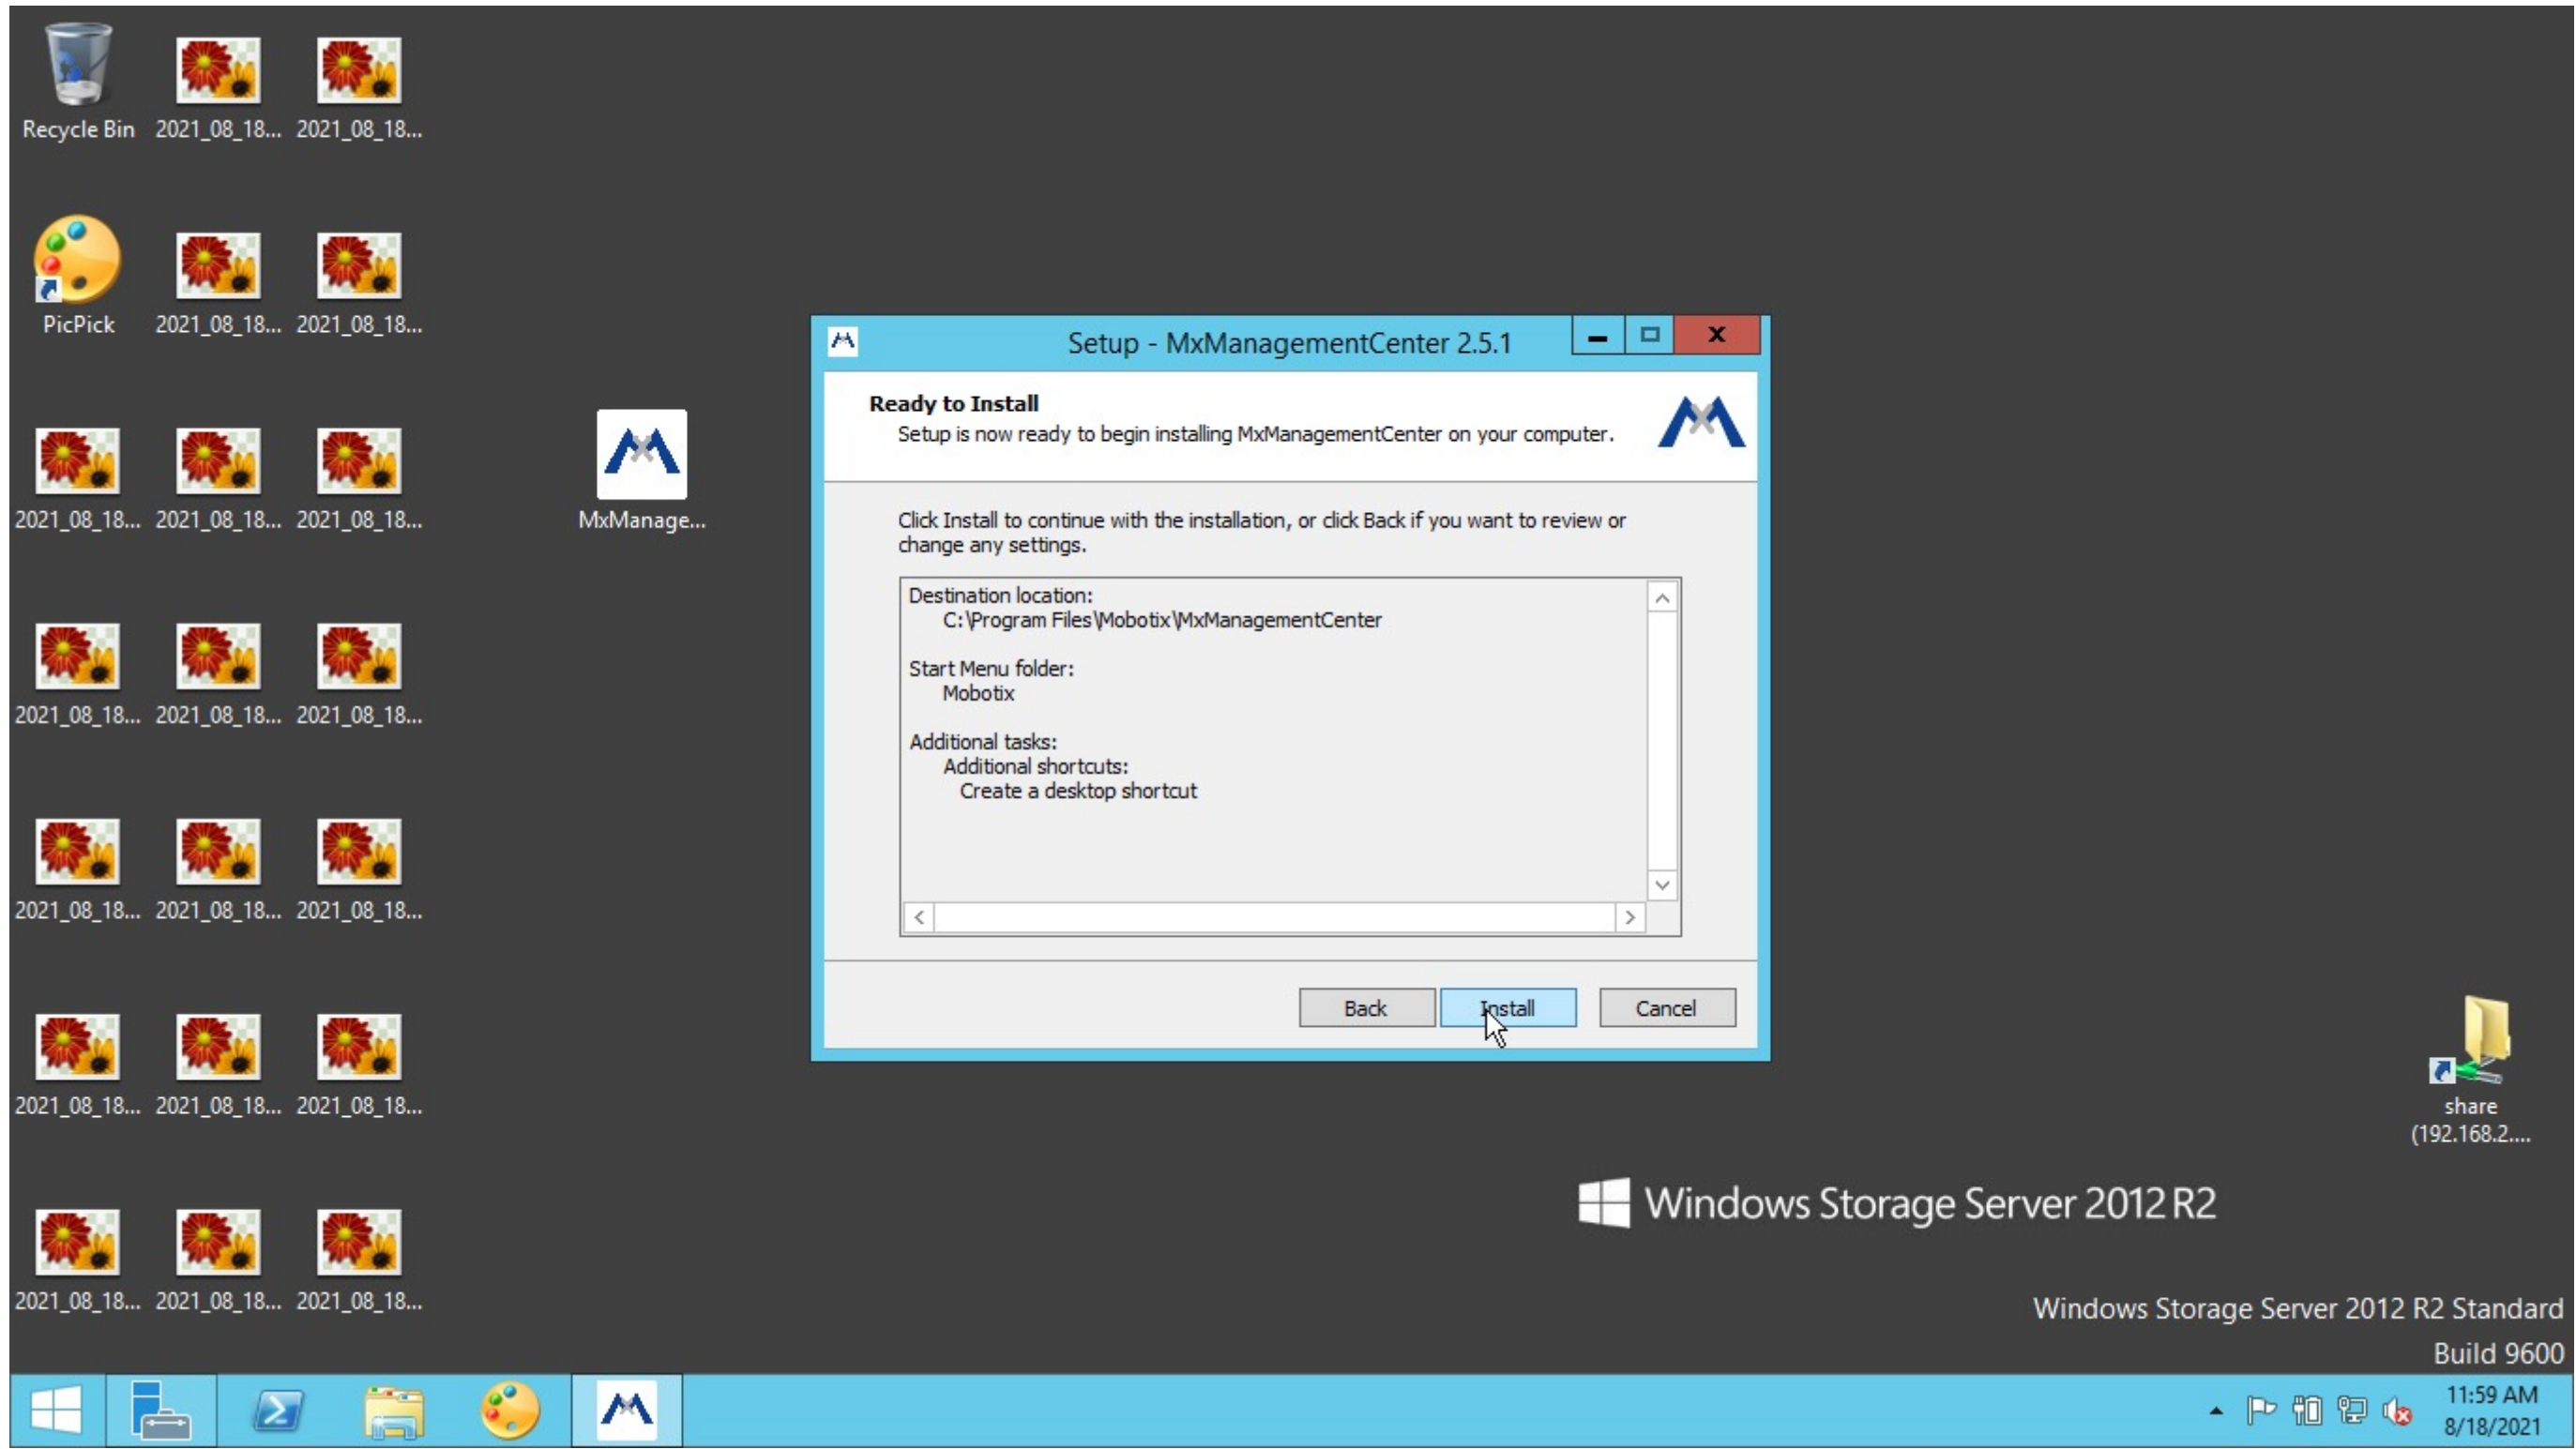 Recycle Bin 2021_08_18... 2021_08_18...
PicPick 2021_08_18... 2021_08_18...
2021_08_18... 2021_08_18... 2021_08_18...
MxManage...
2021_08_18... 2021_08_18... 2021_08_18...
2021_08_18... 2021_08_18... 2021_08_18...
2021_08_18... 2021_08_18... 2021_08_18...
2021_08_18... 2021_08_18... 2021_08_18...
Setup - MxManagementCenter 2.5.1
Ready to Install
Setup is now ready to begin installing MxManagementCenter on your computer.
Click Install to continue with the installation, or click Back if you want to review or
change any settings.
Destination location:
C:\Program Files\Mobotix\MxManagementCenter
Start Menu folder:
Mobotix
Additional tasks:
Additional shortcuts:
Create a desktop shortcut
Back Install Cancel
share
(192.168.2....
Windows Storage Server 2012 R2
Windows Storage Server 2012 R2 Standard
Build 9600
11:59 AM
8/18/2021